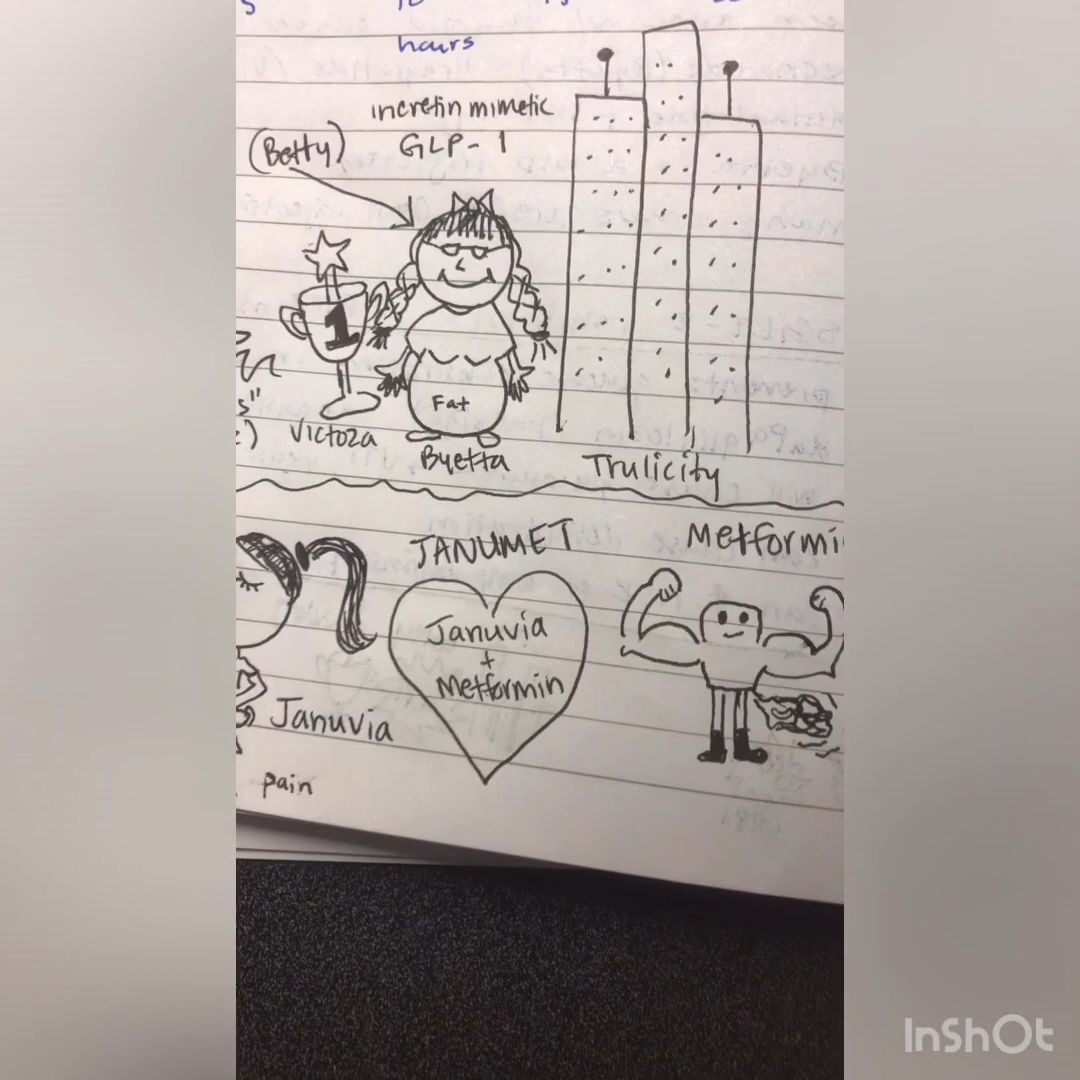 hours
incretin mimetic
(Betty)
GLP-1
1
Fat
s"
Victoza
Byetta
Trulicity
JANUMET
Metformi
Januvia
+
Metformin
Januvia
pain
InShOt